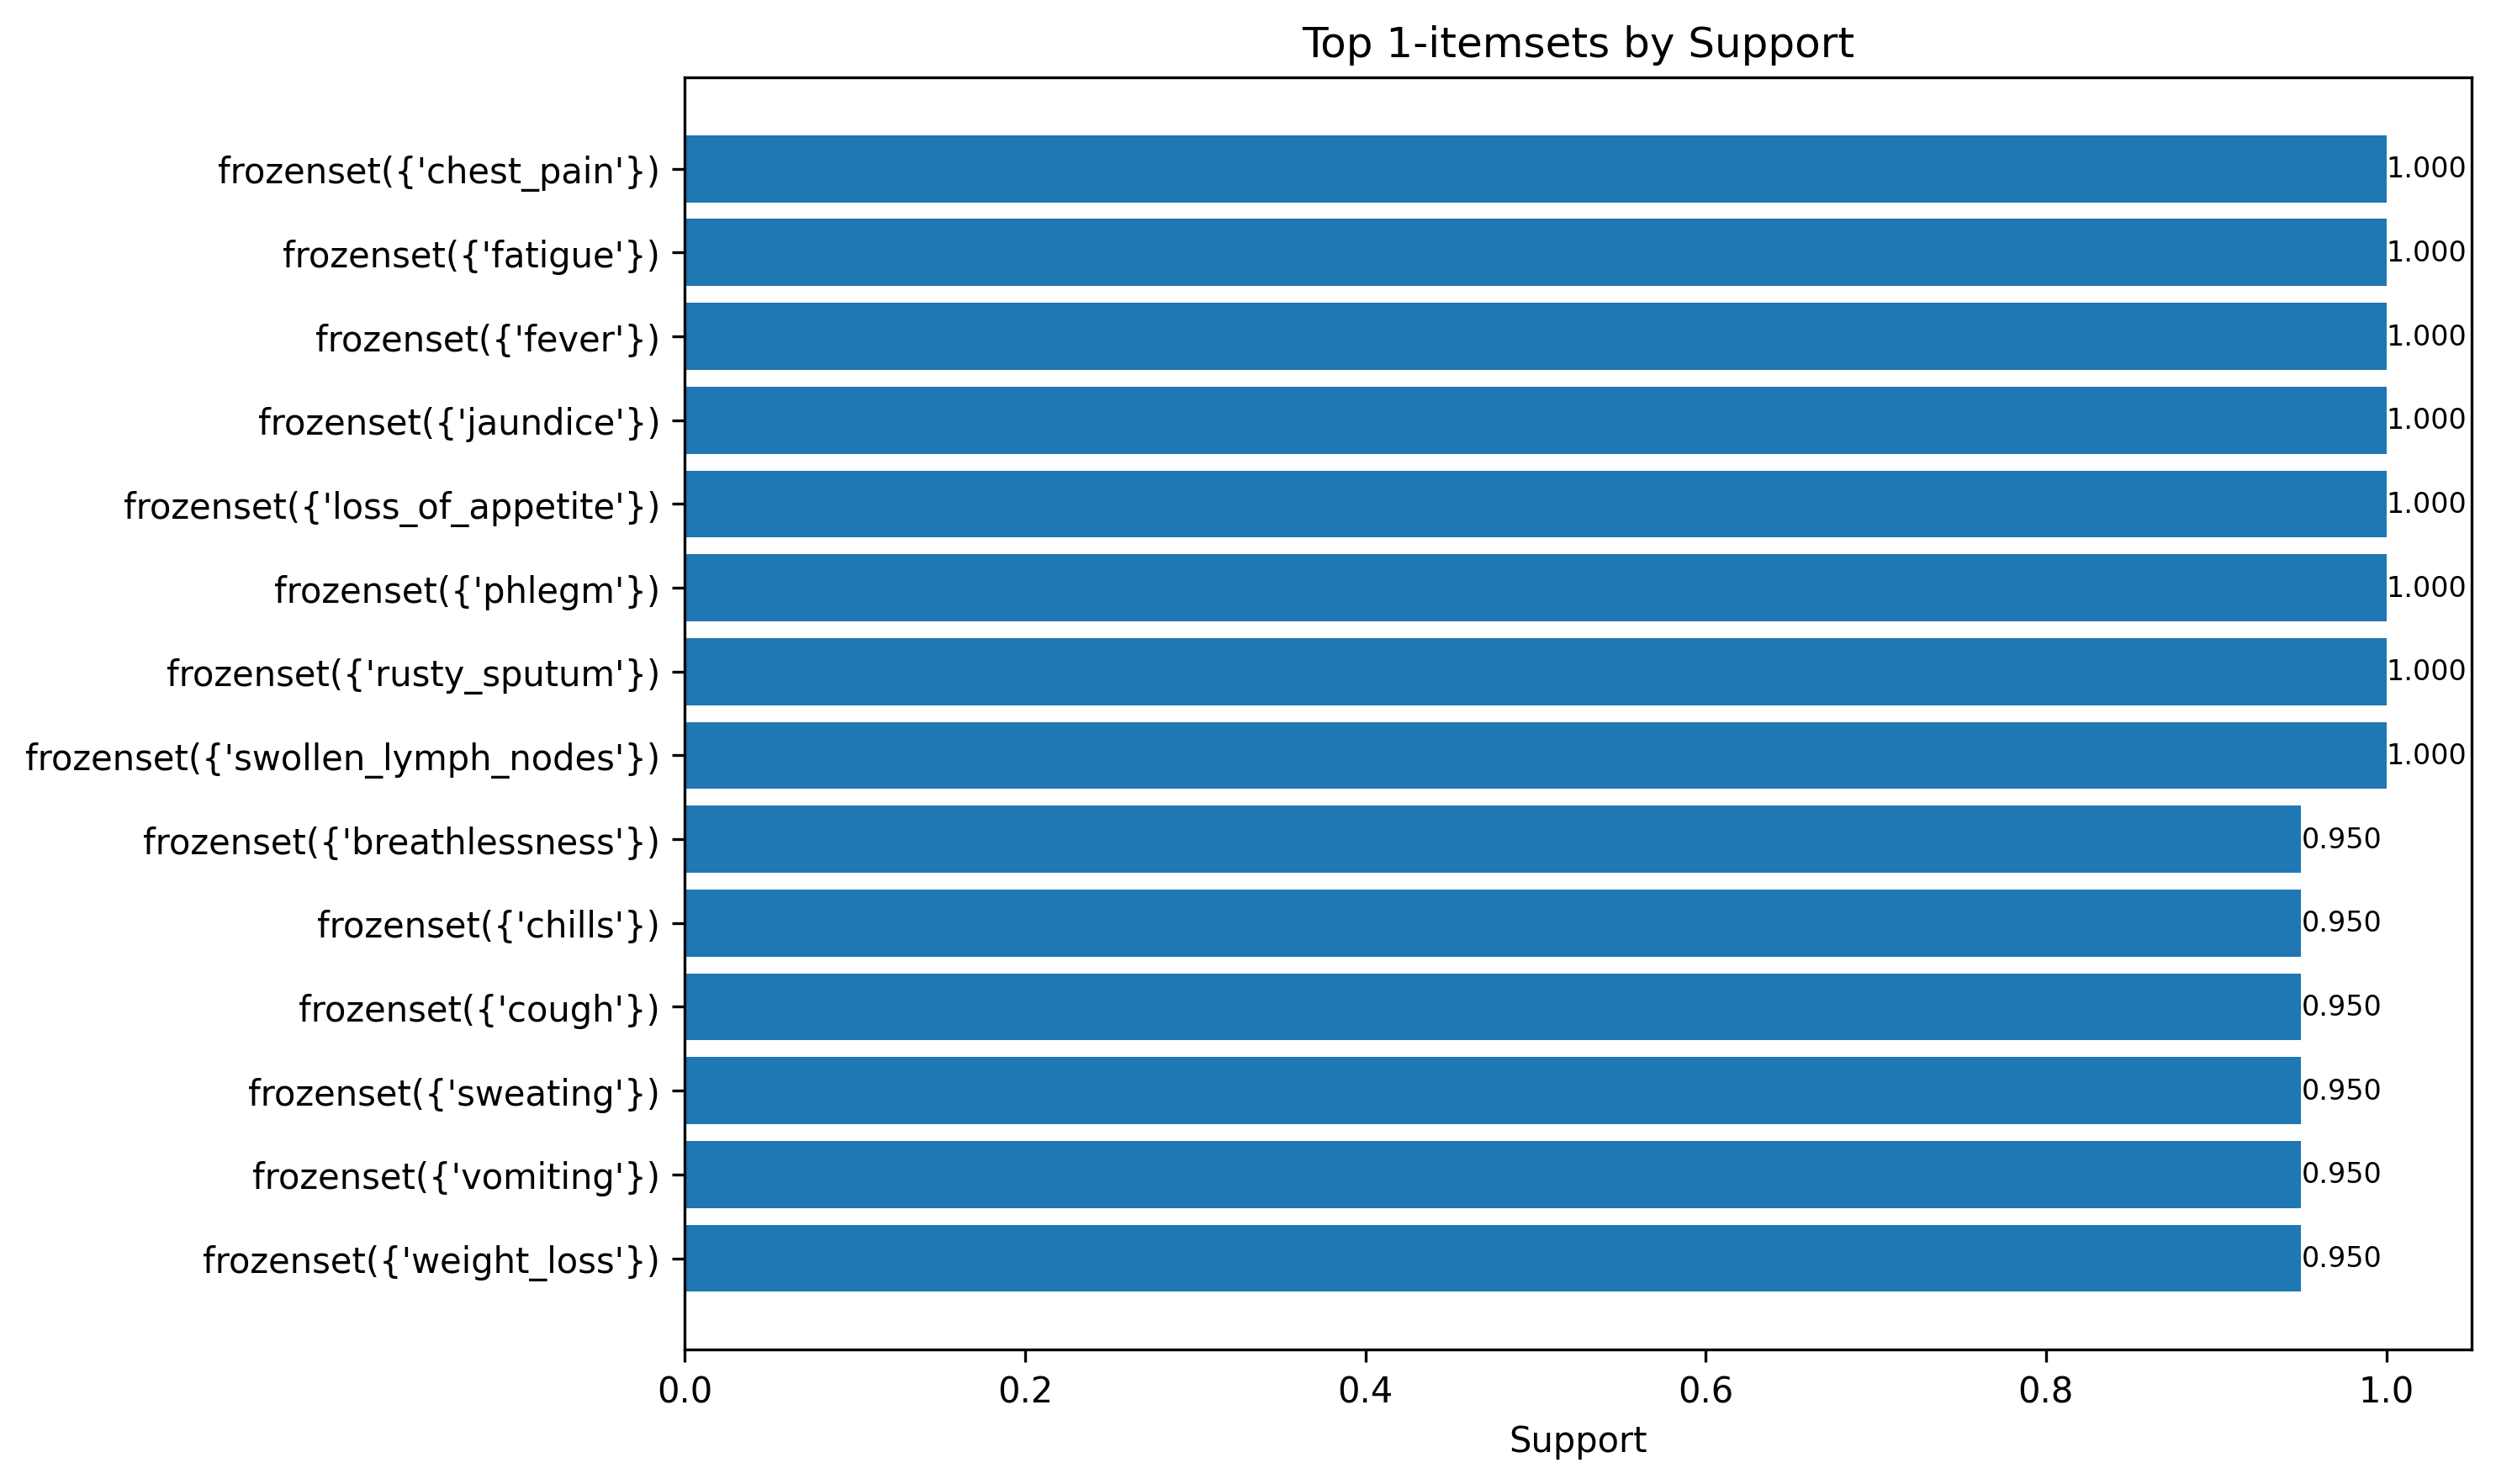 Top 1-itemsets by Support
frozenset({'chest_pain'}) 1.000
frozenset({'fatigue'}) 1.000
frozenset({'fever'}) 1.000
frozenset({'jaundice'}) 1.000
frozenset({'loss_of_appetite'}) 1.000
frozenset({'phlegm'}) 1.000
frozenset({'rusty_sputum'}) 1.000
frozenset({'swollen_lymph_nodes'}) 1.000
frozenset({'breathlessness'}) 0.950
frozenset({'chills'}) 0.950
frozenset({'cough'}) 0.950
frozenset({'sweating'}) 0.950
frozenset({'vomiting'}) 0.950
frozenset({'weight_loss'}) 0.950
0.0 0.2 0.4 0.6 0.8 1.0
Support